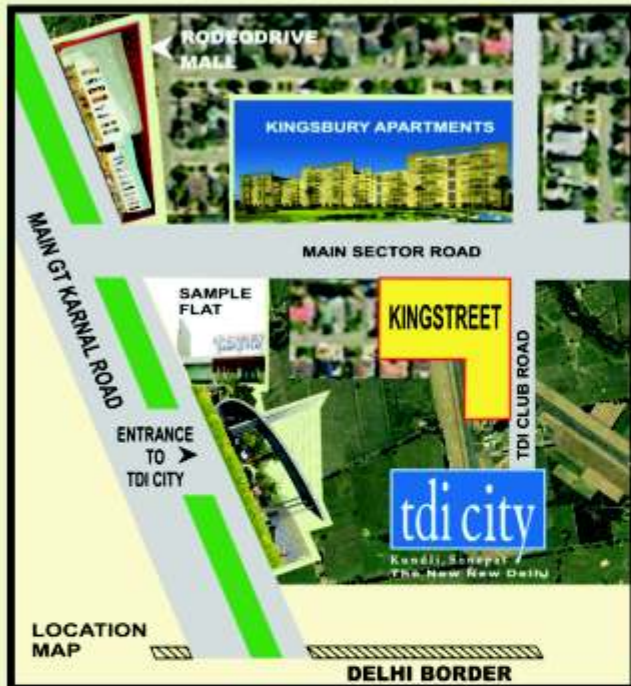 RODEODRIVE
MALL
KINGSBURY APARTMENTS
MAIN SECTOR ROAD
MAIN GT KARNAL ROAD
SAMPLE
FLAT
KINGSTREET
TDI CLUB ROAD
ENTRANCE
TO
TDI CITY
tdi city
Kundli, Sonepat
The New New Delhi
LOCATION
MAP
DELHI BORDER